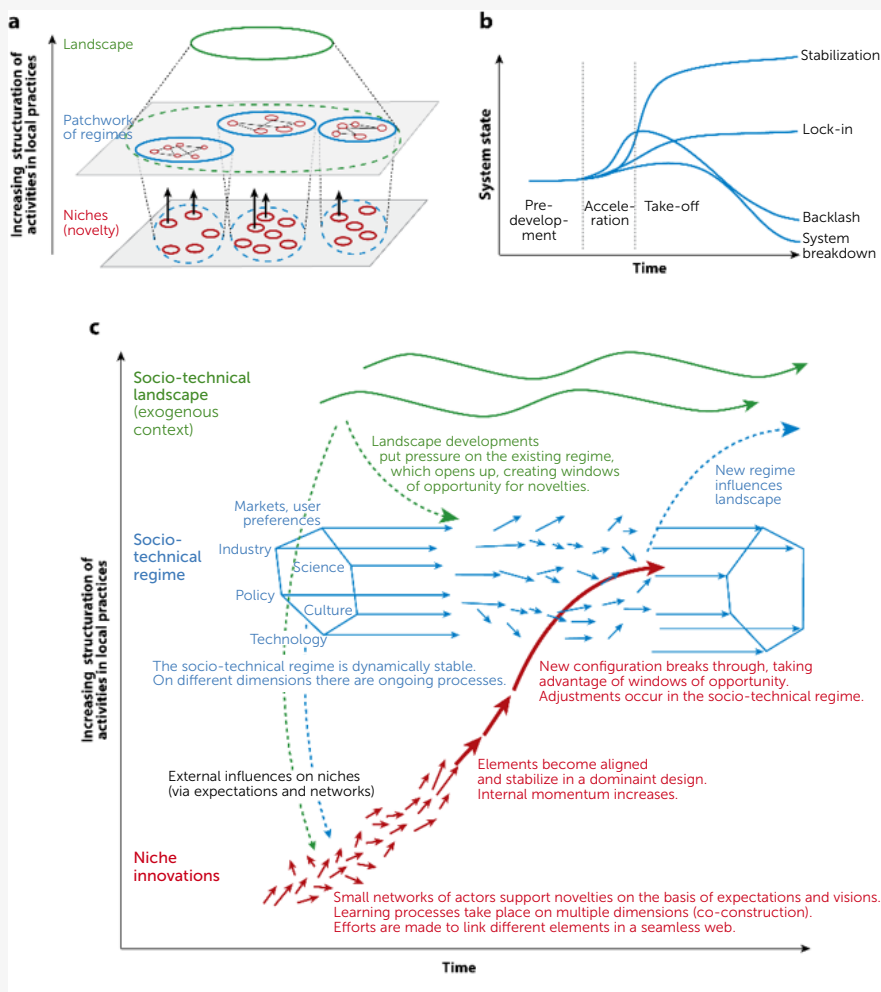 a
Landscape
Patchwork
of regimes
Niches
(novelty)
Increasing structuration of
activities in local practices
b
System state
Stabilization
Lock-in
Backlash
System
breakdown
Pre-
develop-
ment
Accele-
ration
Take-off
Time
c
Increasing structuration of
activities in local practices
Socio-technical
landscape
(exogenous
context)
Landscape developments
put pressure on the existing regime,
which opens up, creating windows
of opportunity for novelties.
New regime
influences
landscape
Socio-
technical
regime
Markets, user
preferences
Industry
Science
Policy
Culture
Technology
The socio-technical regime is dynamically stable.
On different dimensions there are ongoing processes.
New configuration breaks through, taking
advantage of windows of opportunity.
Adjustments occur in the socio-technical regime.
Elements become aligned
and stabilize in a dominaint design.
Internal momentum increases.
External influences on niches
(via expectations and networks)
Niche
innovations
Small networks of actors support novelties on the basis of expectations and visions.
Learning processes take place on multiple dimensions (co-construction).
Efforts are made to link different elements in a seamless web.
Time